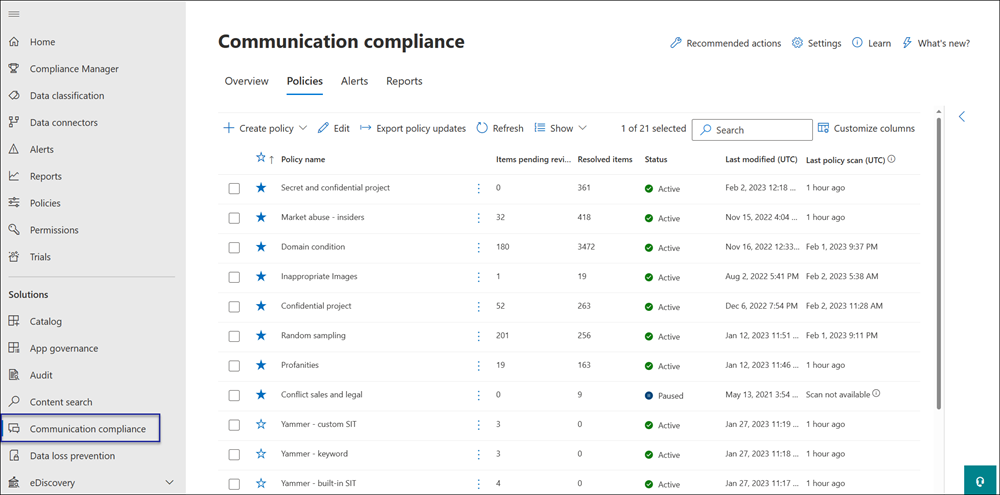 Home
Compliance Manager
Data classification
Data connectors
Alerts
Reports
Policies
Permissions
Trials
Solutions
Catalog
App governance
Audit
Content search
Communication compliance
Data loss prevention
eDiscovery
Communication compliance
Recommended actions Settings Learn What's new?
Overview Policies Alerts Reports
Create policy Edit Export policy updates Refresh Show 1 of 21 selected Search Customize columns
Policy name Items pending revi... Resolved items Status Last modified (UTC) Last policy scan (UTC)
Secret and confidential project 0 361 Active Feb 2, 2023 12:18 ... 1 hour ago
Market abuse - insiders 32 418 Active Nov 15, 2022 4:04 ... 1 hour ago
Domain condition 180 3472 Active Nov 16, 2022 12:33... Feb 1, 2023 9:37 PM
Inappropriate Images 1 19 Active Aug 2, 2022 5:41 PM Feb 2, 2023 5:38 AM
Confidential project 52 263 Active Dec 6, 2022 7:54 PM Feb 2, 2023 11:28 AM
Random sampling 201 256 Active Jan 12, 2023 11:51 ... Feb 1, 2023 9:11 PM
Profanities 19 163 Active Jan 12, 2023 11:46 ... 1 hour ago
Conflict sales and legal 0 9 Paused May 13, 2021 3:54 ... Scan not available
Yammer - custom SIT 3 0 Active Jan 27, 2023 11:19 ... 1 hour ago
Yammer - keyword 3 0 Active Jan 27, 2023 11:18 ... 1 hour ago
Yammer - built-in SIT 4 0 Active Jan 27, 2023 11:17 ... 1 hour ago